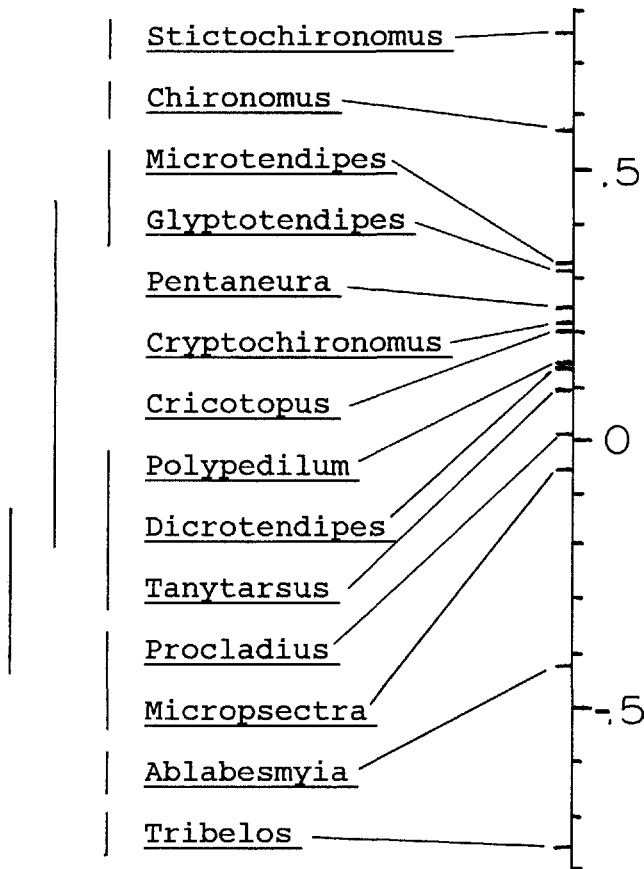 Stictochironomus
Chironomus
Microtendipes
.5
Glyptotendipes
Pentaneura
Cryptochironomus
Cricotopus
0
Polypedilum
Dicrotendipes
Tanytarsus
Procladius
Micropsectra
-.5
Ablabesmyia
Tribelos